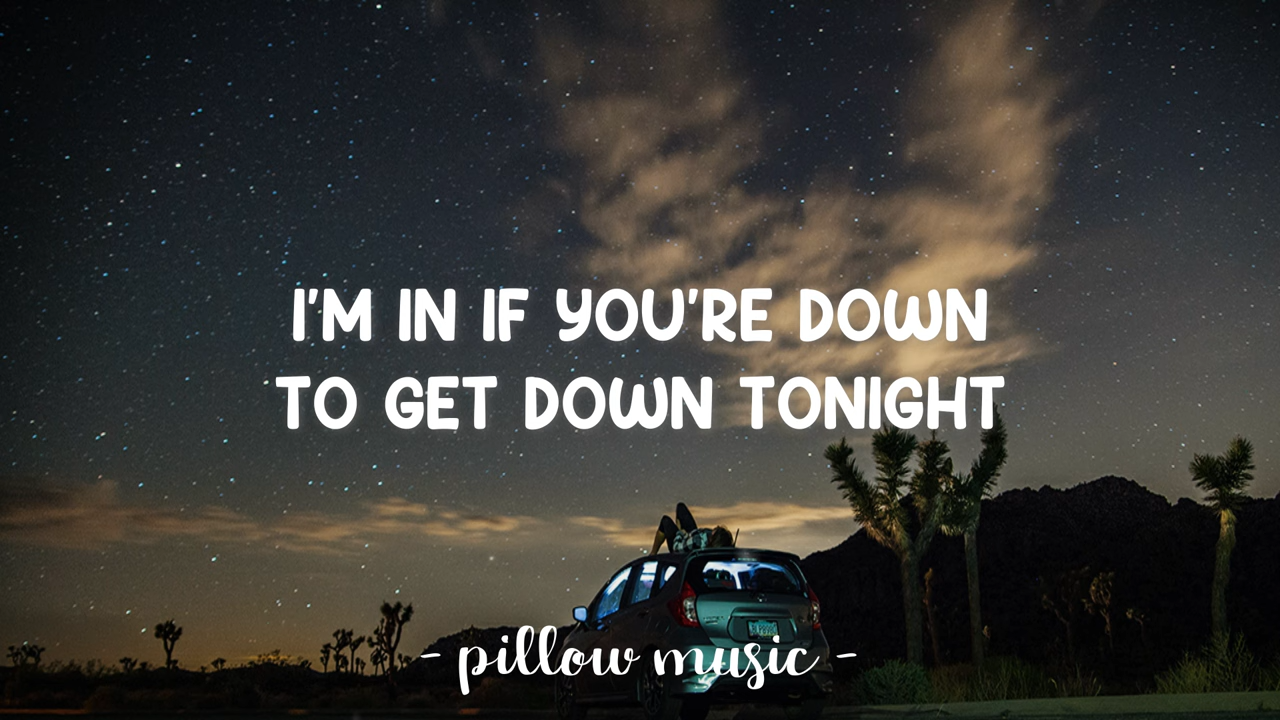 I'M IN IF YOU'RE DOWN
TO GET DOWN TONIGHT
- pillow music -